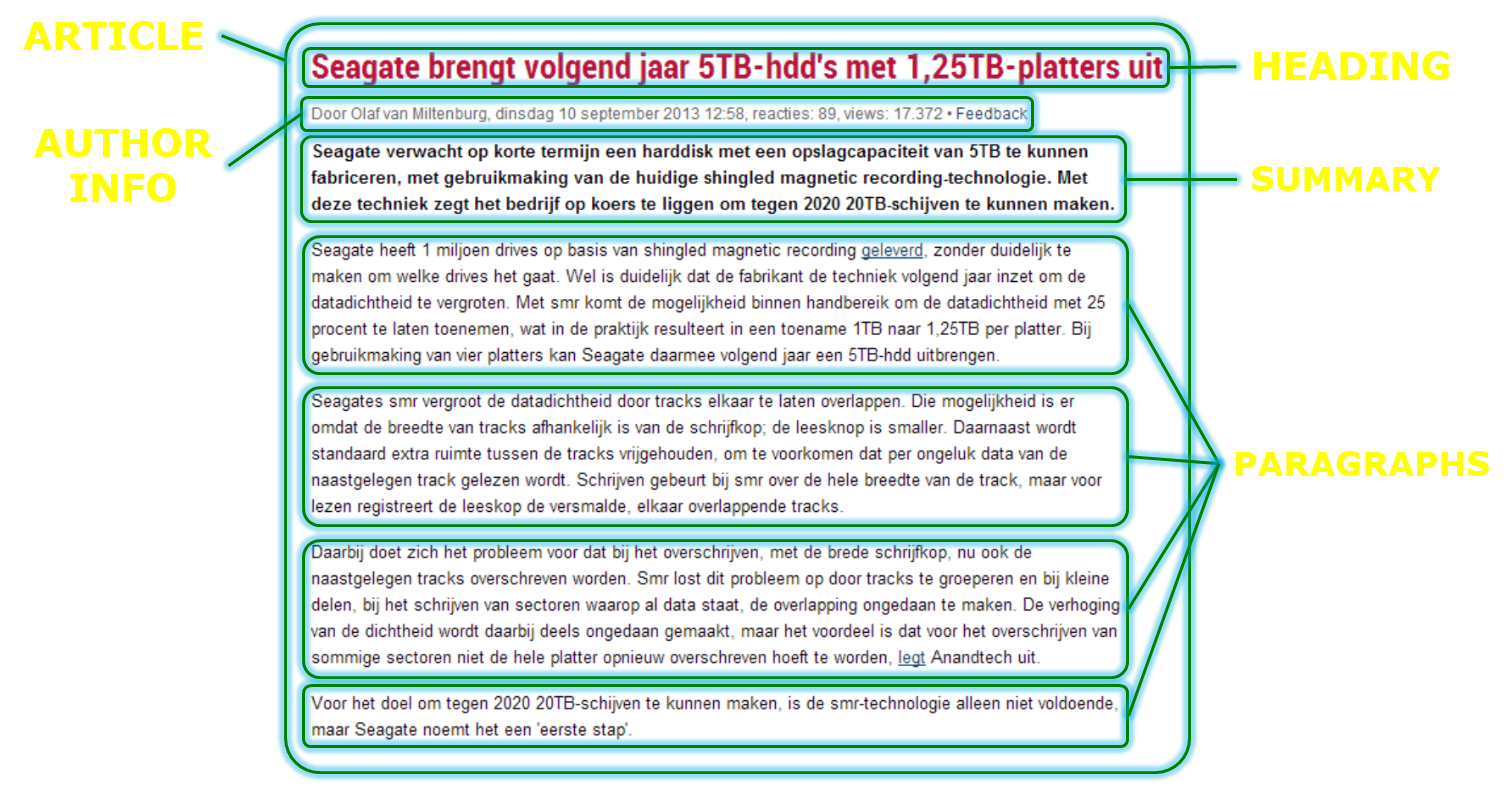 ARTICLE
Seagate brengt volgend jaar 5TB-hdd's met 1,25TB-platters uit
HEADING
Door Olaf van Miltenburg, dinsdag 10 september 2013 12:58, reacties: 89, views: 17.372 • Feedback
AUTHOR
INFO
Seagate verwacht op korte termijn een harddisk met een opslagcapaciteit van 5TB te kunnen
fabriceren, met gebruikmaking van de huidige shingled magnetic recording-technologie. Met
deze techniek zegt het bedrijf op koers te liggen om tegen 2020 20TB-schijven te kunnen maken.
SUMMARY
Seagate heeft 1 miljoen drives op basis van shingled magnetic recording geleverd, zonder duidelijk te
maken om welke drives het gaat. Wel is duidelijk dat de fabrikant de techniek volgend jaar inzet om de
datadichtheid te vergroten. Met smr komt de mogelijkheid binnen handbereik om de datadichtheid met 25
procent te laten toenemen, wat in de praktijk resulteert in een toename 1TB naar 1,25TB per platter. Bij
gebruikmaking van vier platters kan Seagate daarmee volgend jaar een 5TB-hdd uitbrengen.
Seagates smr vergroot de datadichtheid door tracks elkaar te laten overlappen. Die mogelijkheid is er
omdat de breedte van tracks afhankelijk is van de schrijfkop; de leesknop is smaller. Daarnaast wordt
standaard extra ruimte tussen de tracks vrijgehouden, om te voorkomen dat per ongeluk data van de
naastgelegen track gelezen wordt. Schrijven gebeurt bij smr over de hele breedte van de track, maar voor
lezen registreert de leeskop de versmalde, elkaar overlappende tracks.
PARAGRAPHS
Daarbij doet zich het probleem voor dat bij het overschrijven, met de brede schrijfkop, nu ook de
naastgelegen tracks overschreven worden. Smr lost dit probleem op door tracks te groeperen en bij kleine
delen, bij het schrijven van sectoren waarop al data staat, de overlapping ongedaan te maken. De verhoging
van de dichtheid wordt daarbij deels ongedaan gemaakt, maar het voordeel is dat voor het overschrijven van
sommige sectoren niet de hele platter opnieuw overschreven hoeft te worden, legt Anandtech uit.
Voor het doel om tegen 2020 20TB-schijven te kunnen maken, is de smr-technologie alleen niet voldoende,
maar Seagate noemt het een 'eerste stap'.